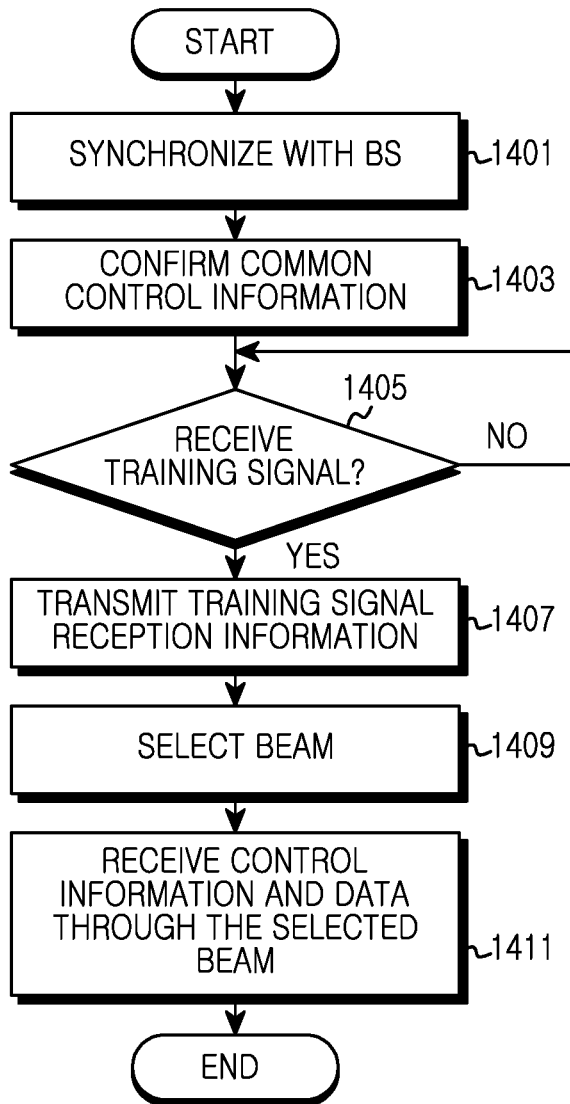 START
SYNCHRONIZE WITH BS
1401
CONFIRM COMMON
CONTROL INFORMATION
1403
1405
RECEIVE
TRAINING SIGNAL?
NO
YES
TRANSMIT TRAINING SIGNAL
RECEPTION INFORMATION
1407
SELECT BEAM
1409
RECEIVE CONTROL
INFORMATION AND DATA
THROUGH THE SELECTED
BEAM
1411
END